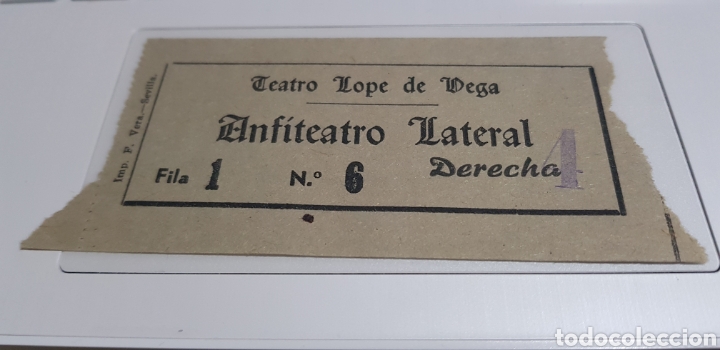 Teatro Lope de Vega
Anfiteatro Lateral
Fila 1 N.º 6 Derecha 4
Imp. P. Vera.—Sevilla.
todocoleccion